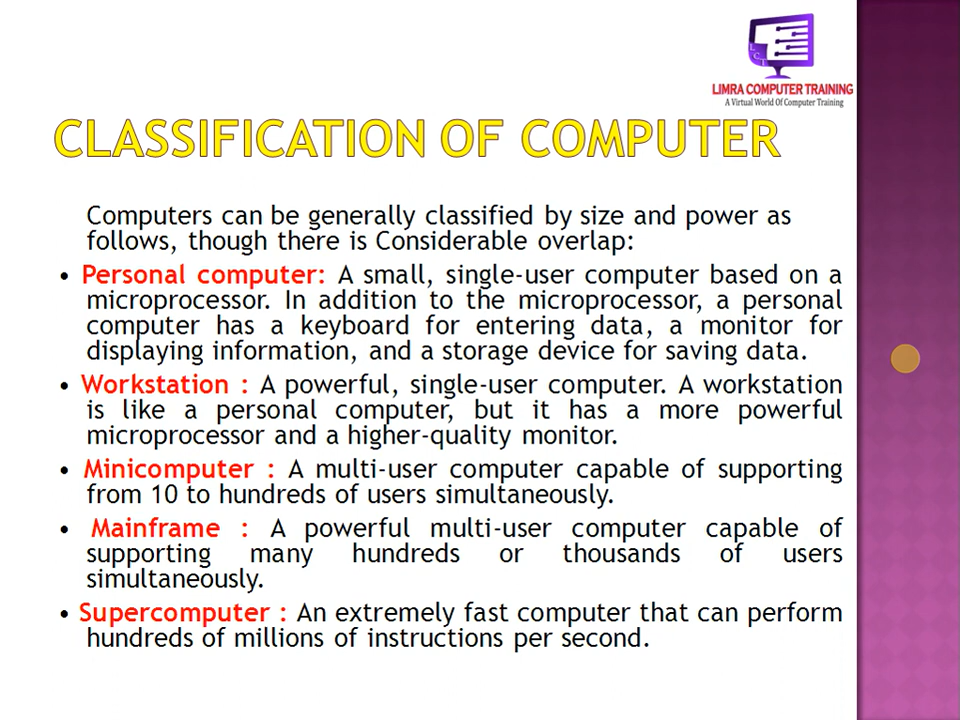 LCT
LIMRA COMPUTER TRAINING
A Virtual World Of Computer Training
CLASSIFICATION OF COMPUTER
Computers can be generally classified by size and power as
follows, though there is Considerable overlap:
• Personal computer: A small, single-user computer based on a
microprocessor. In addition to the microprocessor, a personal
computer has a keyboard for entering data, a monitor for
displaying information, and a storage device for saving data.
• Workstation : A powerful, single-user computer. A workstation
is like a personal computer, but it has a more powerful
microprocessor and a higher-quality monitor.
• Minicomputer : A multi-user computer capable of supporting
from 10 to hundreds of users simultaneously.
• Mainframe : A powerful multi-user computer capable of
supporting many hundreds or thousands of users
simultaneously.
• Supercomputer : An extremely fast computer that can perform
hundreds of millions of instructions per second.